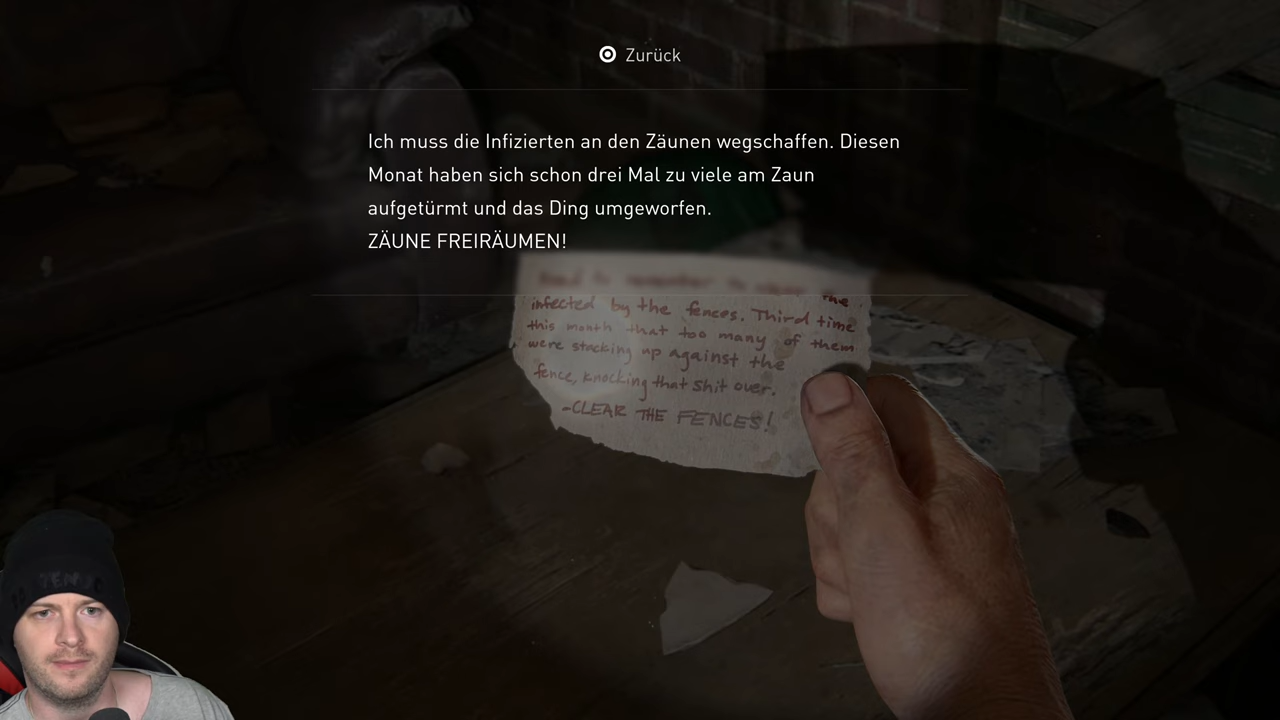 Zurück
Ich muss die Infizierten an den Zäunen wegschaffen. Diesen
Monat haben sich schon drei Mal zu viele am Zaun
aufgetürmt und das Ding umgeworfen.
ZÄUNE FREIRÄUMEN!
the
infected by the fences. Third time
this month that too many of them
were stacking up against the
fence, knocking that shit over.
-CLEAR THE FENCES!